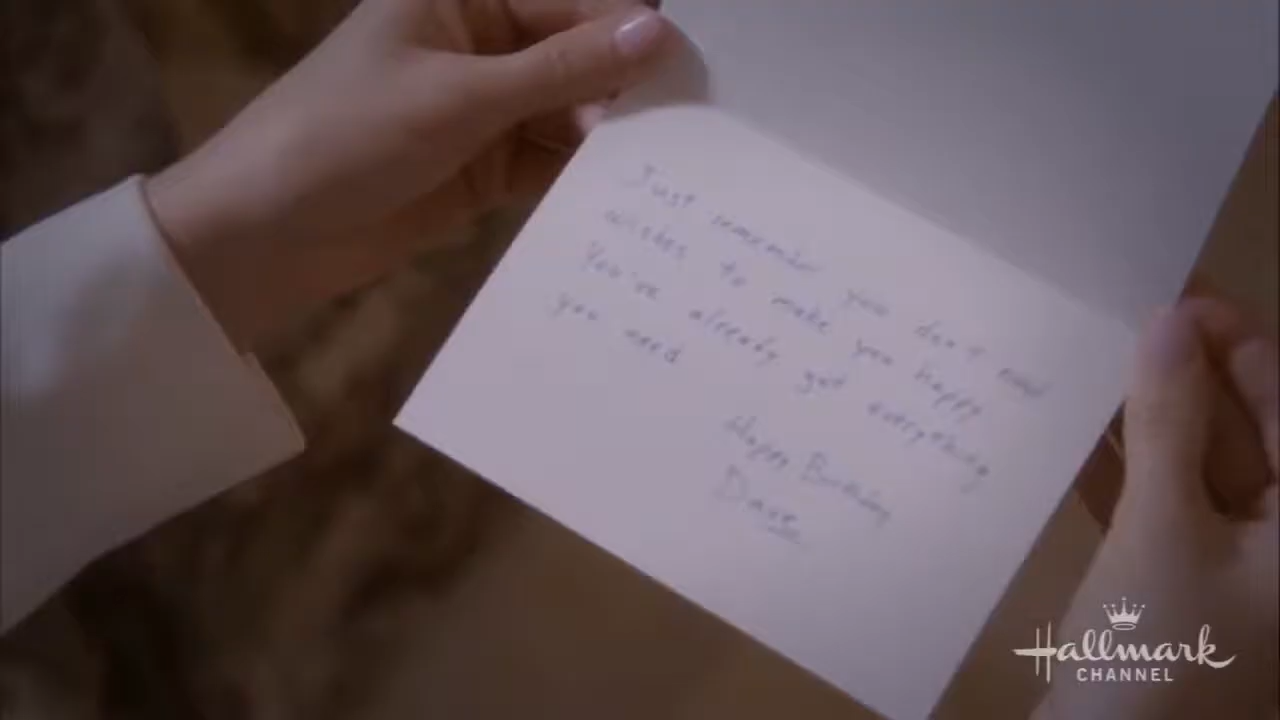 Just remember you don't need
wishes to make you happy
You've already got everything
you need
Happy Birthday
Dave
Hallmark
CHANNEL